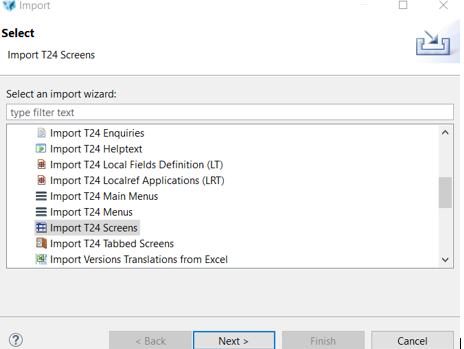 Import
Select
Import T24 Screens
Select an import wizard:
type filter text
Import T24 Enquiries
Import T24 Helptext
Import T24 Local Fields Definition (LT)
Import T24 Localref Applications (LRT)
Import T24 Main Menus
Import T24 Menus
Import T24 Screens
Import T24 Tabbed Screens
Import Versions Translations from Excel
? < Back Next > Finish Cancel